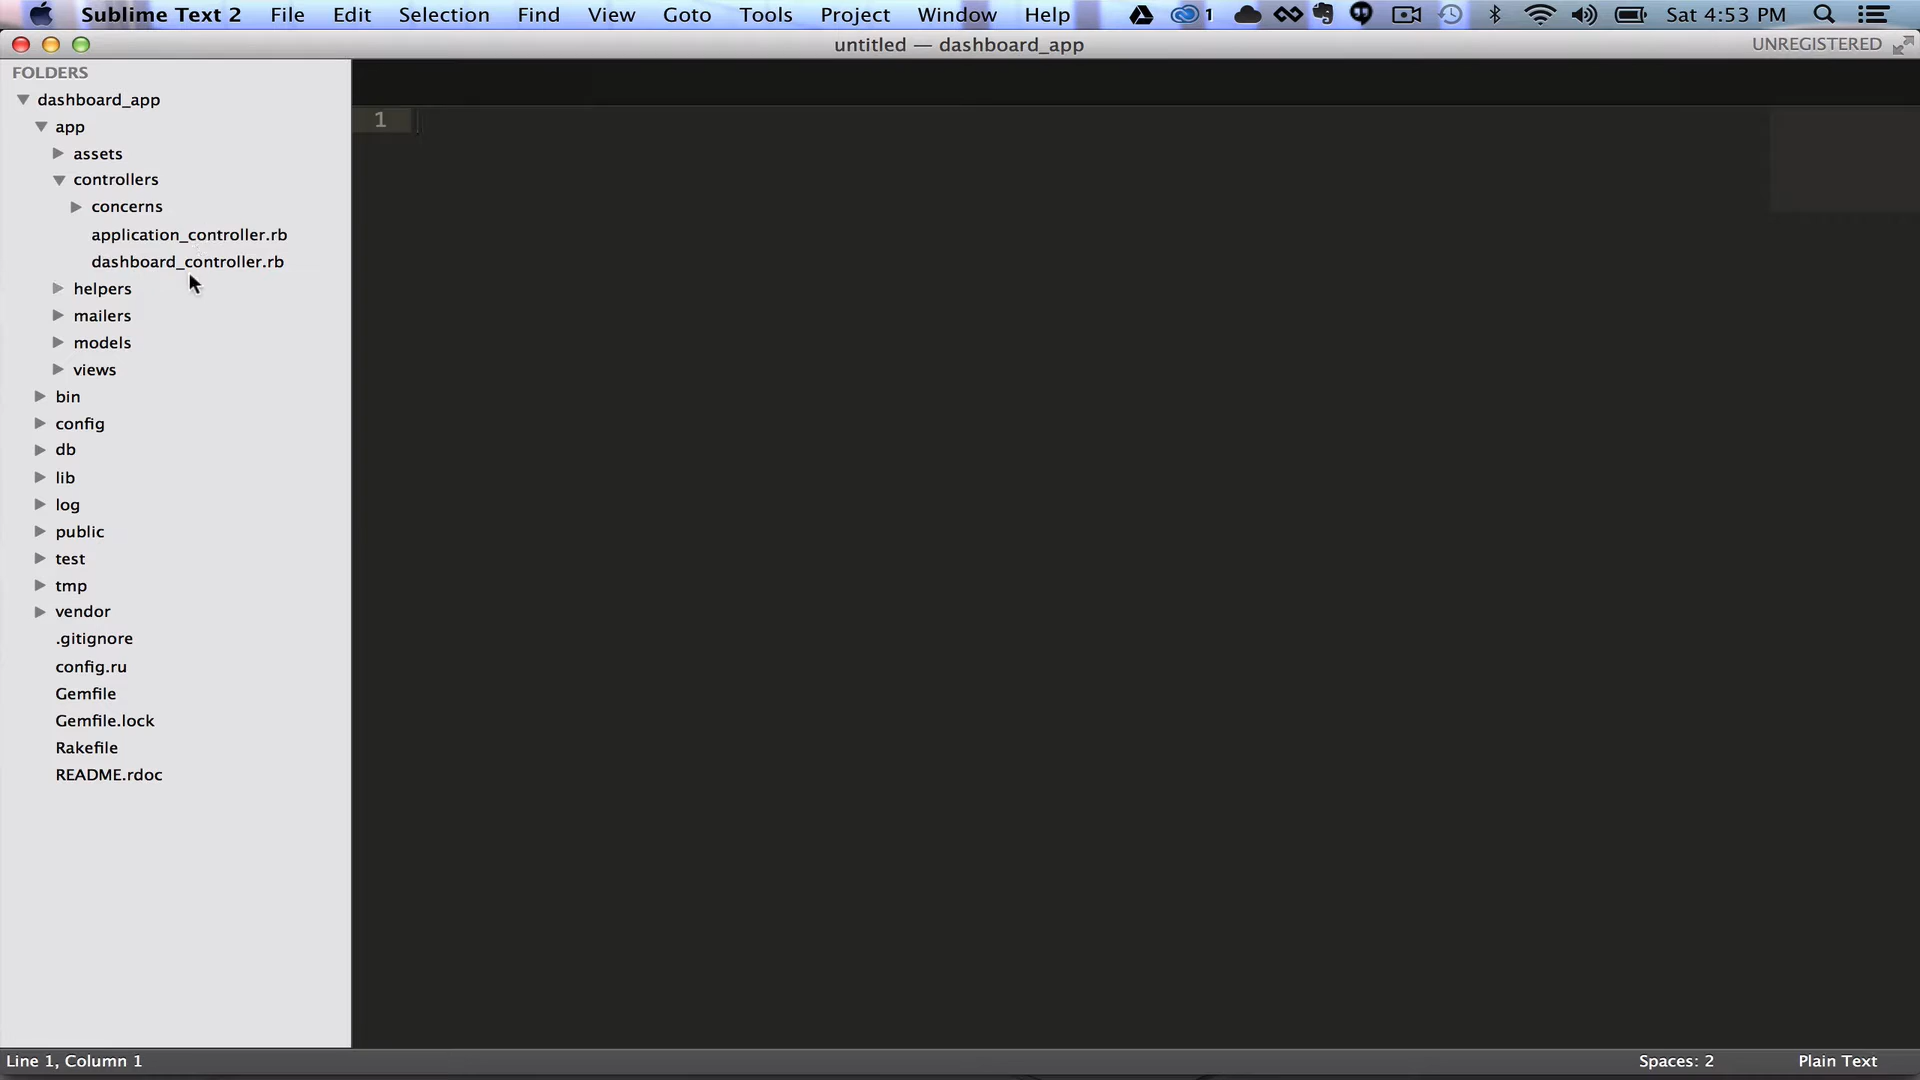 Sublime Text 2 File Edit Selection Find View Goto Tools Project Window Help 1 Sat 4:53 PM
untitled — dashboard_app UNREGISTERED
FOLDERS
dashboard_app
app
assets
controllers
concerns
application_controller.rb
dashboard_controller.rb
helpers
mailers
models
views
bin
config
db
lib
log
public
test
tmp
vendor
.gitignore
config.ru
Gemfile
Gemfile.lock
Rakefile
README.rdoc
1
Line 1, Column 1 Spaces: 2 Plain Text